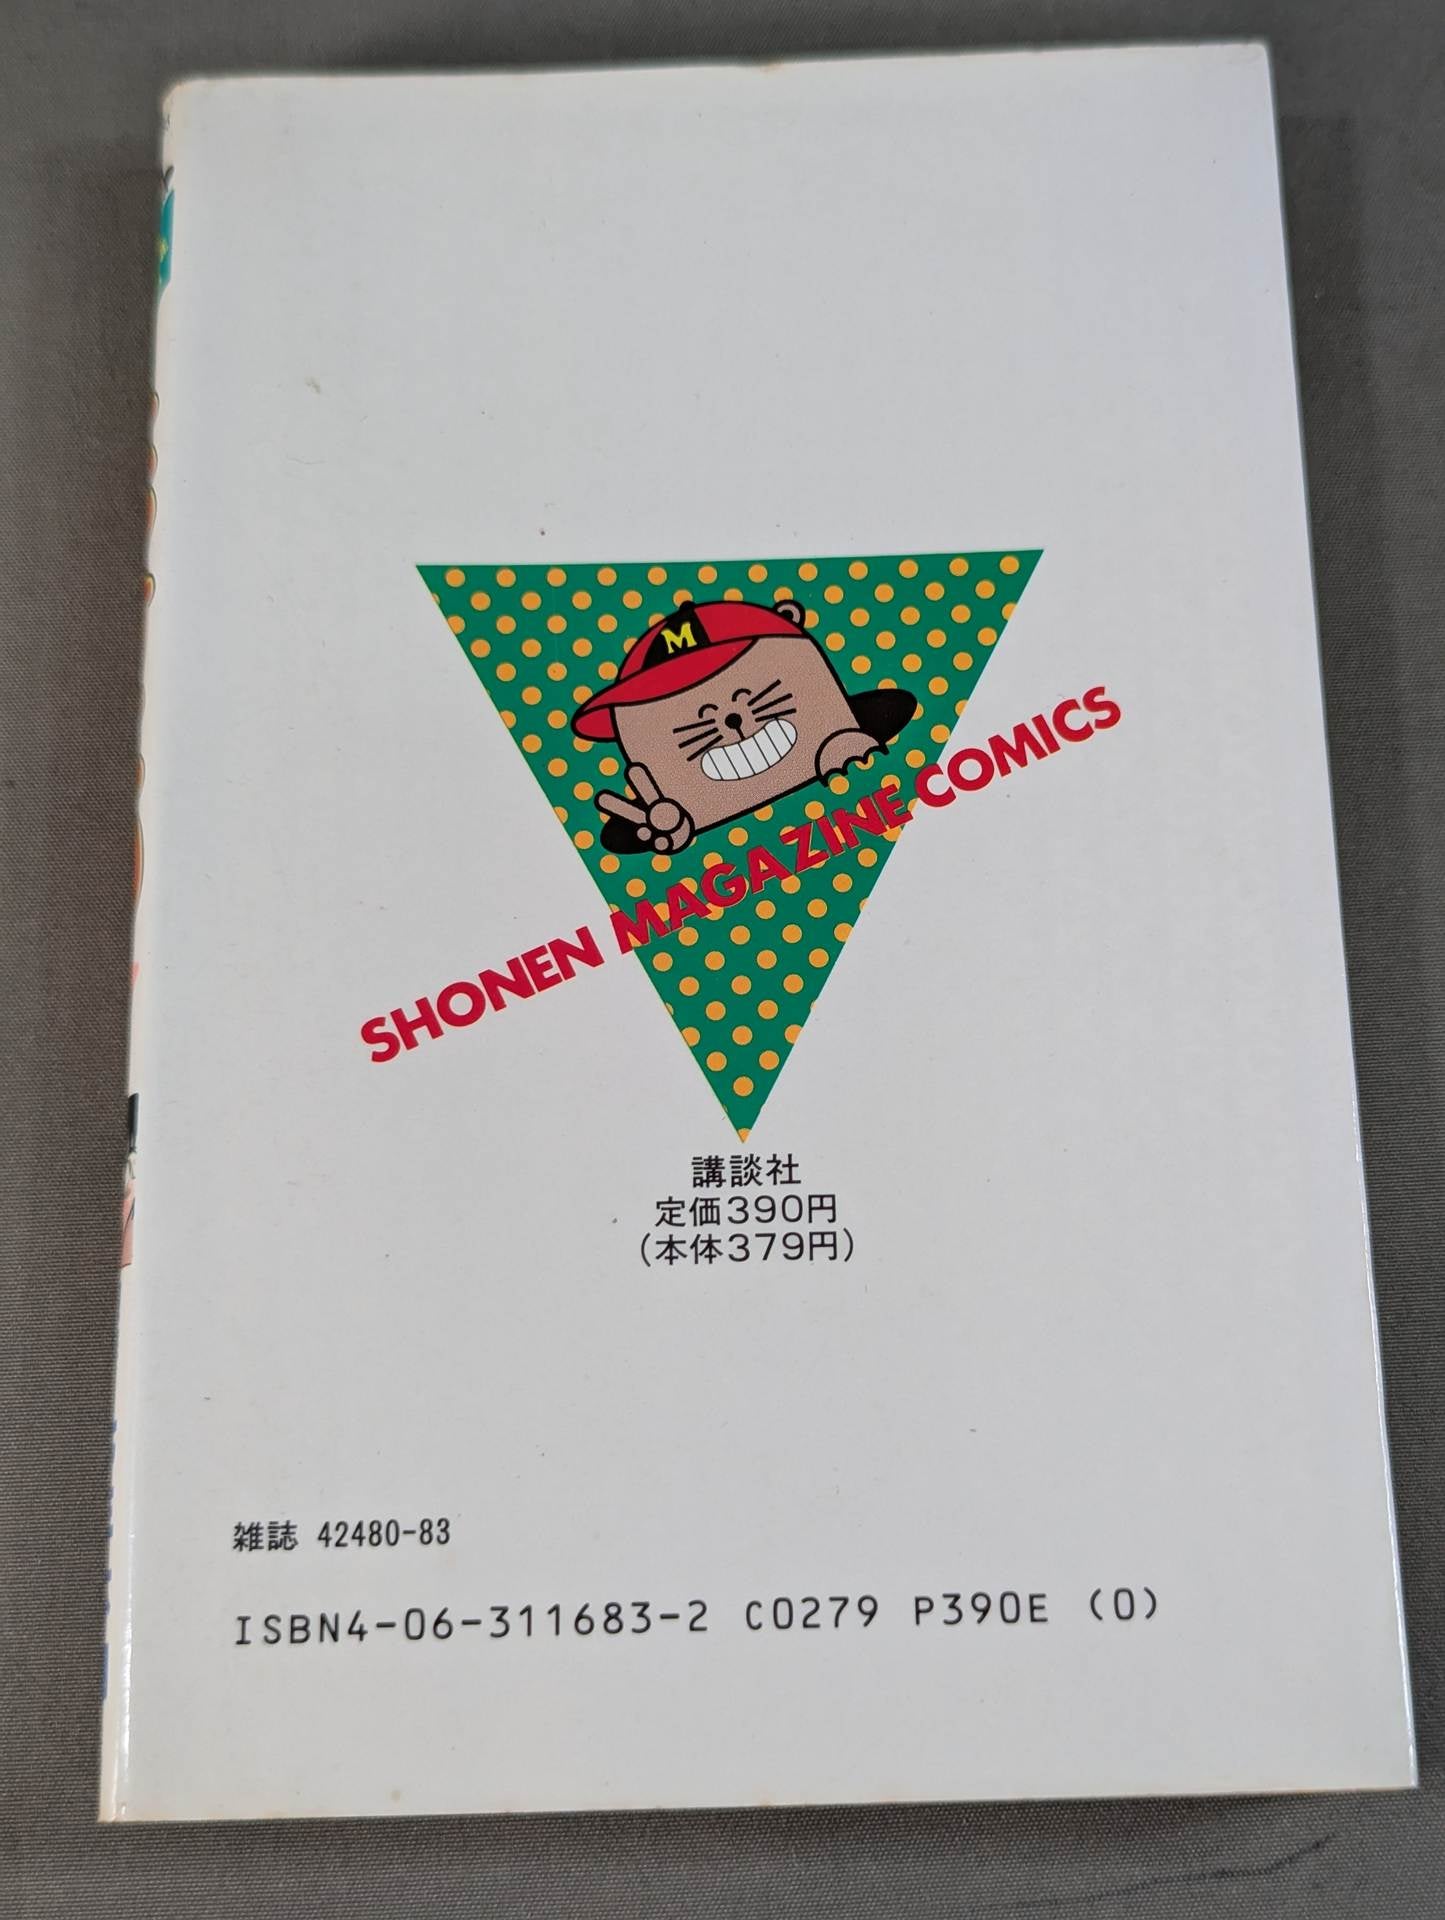 M
SHONEN MAGAZINE COMICS
講談社
定価390円
(本体379円)
雑誌 42480-83
ISBN4-06-311683-2 C0279 P390E (0)